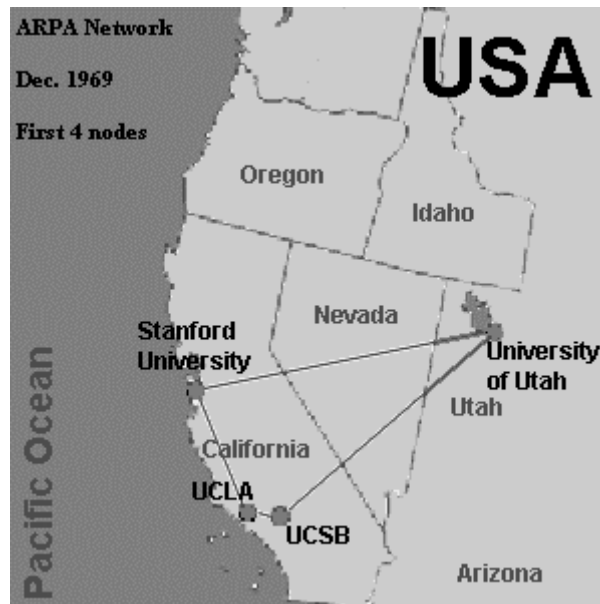 ARPA Network
Dec. 1969
First 4 nodes
USA
Oregon
Idaho
Nevada
Stanford
University
University
of Utah
Utah
California
UCLA
UCSB
Arizona
Pacific Ocean